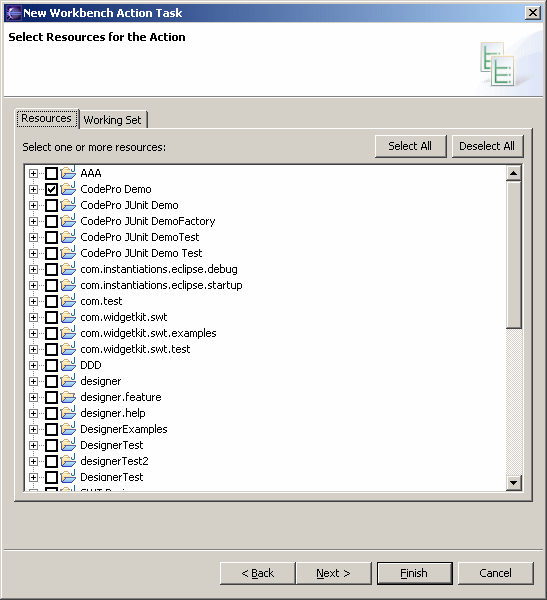 New Workbench Action Task
Select Resources for the Action
Resources
Working Set
Select one or more resources:
Select All
Deselect All
AAA
CodePro Demo
CodePro JUnit Demo
CodePro JUnit DemoFactory
CodePro JUnit DemoTest
CodePro JUnit Demo Test
com.instantiations.eclipse.debug
com.instantiations.eclipse.startup
com.test
com.widgetkit.swt
com.widgetkit.swt.examples
com.widgetkit.swt.test
DDD
designer
designer.feature
designer.help
DesignerExamples
DesignerTest
designerTest2
DesignerTest
< Back
Next >
Finish
Cancel